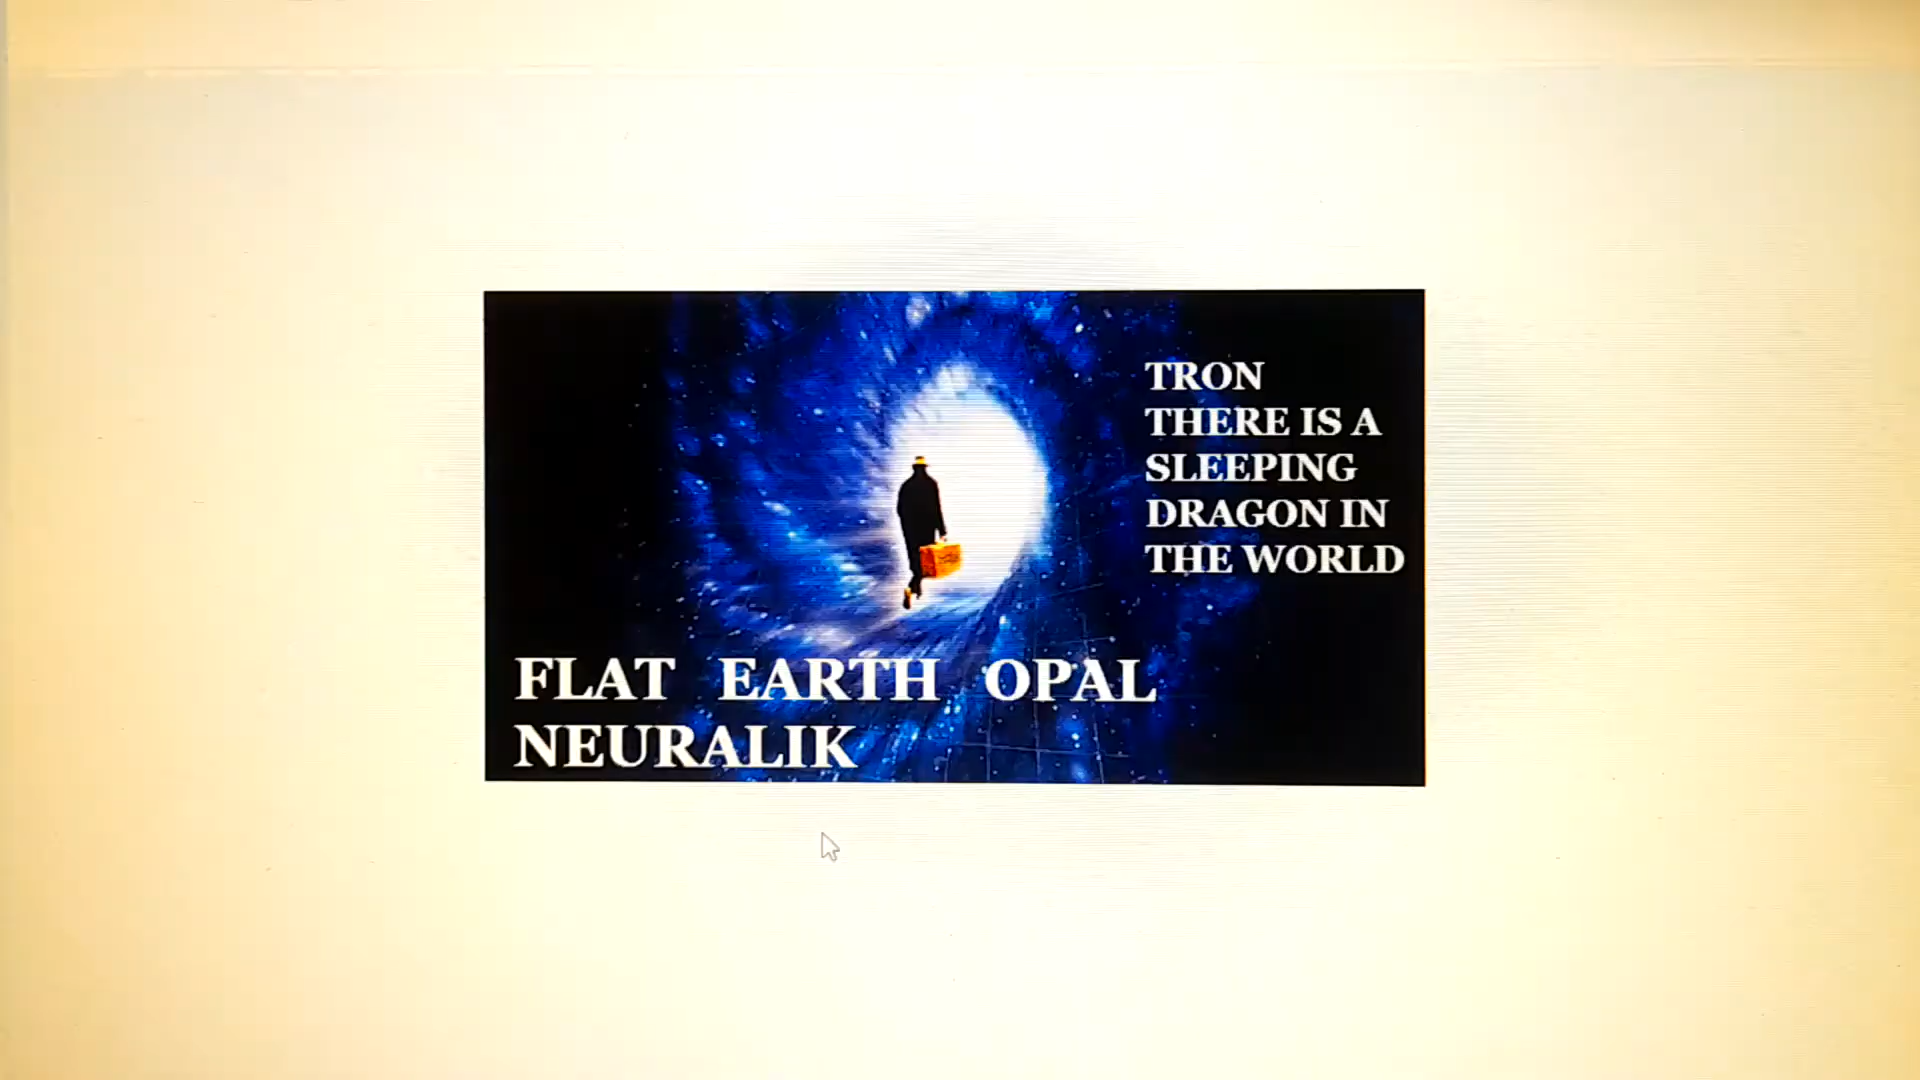 TRON
THERE IS A
SLEEPING
DRAGON IN
THE WORLD
FLAT EARTH OPAL
NEURALIK